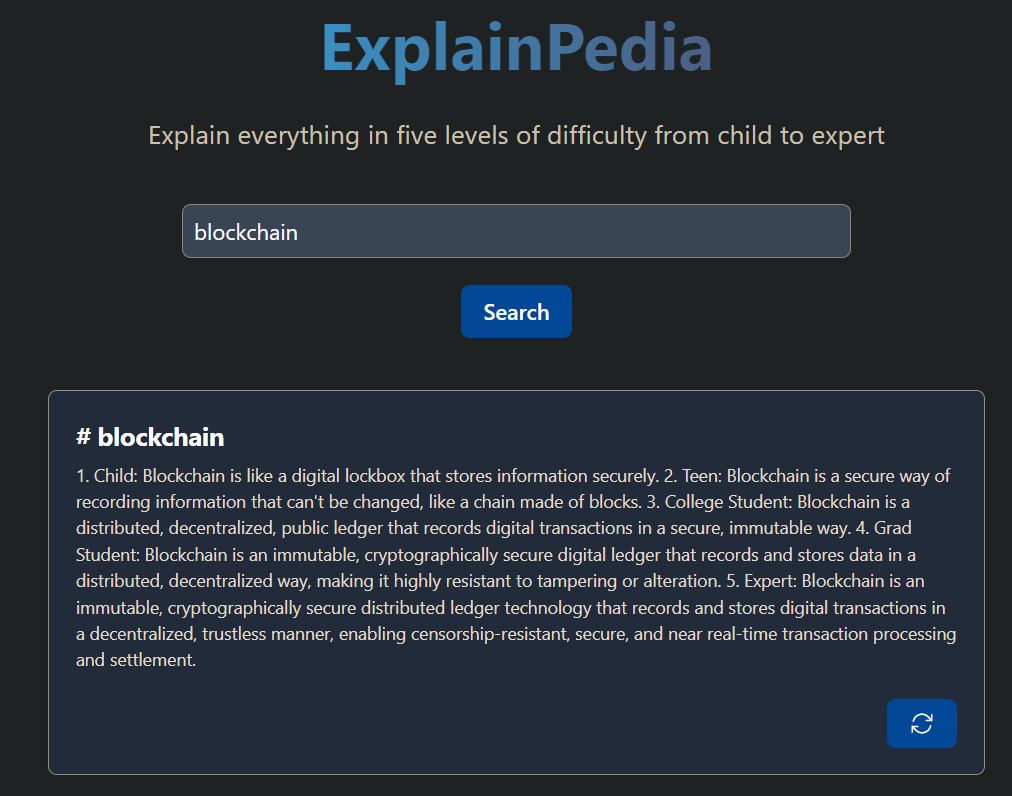 ExplainPedia
Explain everything in five levels of difficulty from child to expert
blockchain
Search
# blockchain
1. Child: Blockchain is like a digital lockbox that stores information securely. 2. Teen: Blockchain is a secure way of
recording information that can't be changed, like a chain made of blocks. 3. College Student: Blockchain is a
distributed, decentralized, public ledger that records digital transactions in a secure, immutable way. 4. Grad
Student: Blockchain is an immutable, cryptographically secure digital ledger that records and stores data in a
distributed, decentralized way, making it highly resistant to tampering or alteration. 5. Expert: Blockchain is an
immutable, cryptographically secure distributed ledger technology that records and stores digital transactions in
a decentralized, trustless manner, enabling censorship-resistant, secure, and near real-time transaction processing
and settlement.